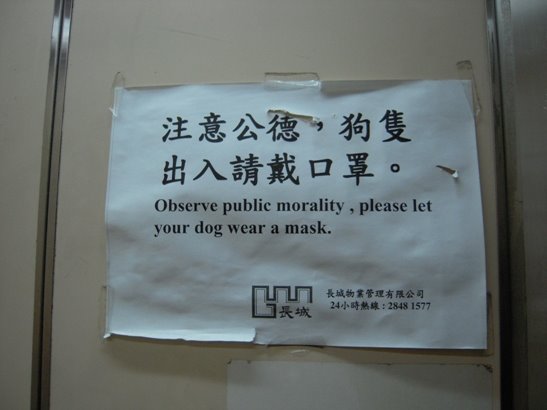 注意公德，狗隻
出入請戴口罩。
Observe public morality , please let
your dog wear a mask.
長城
長城物業管理有限公司
24小時熱線 : 2848 1577